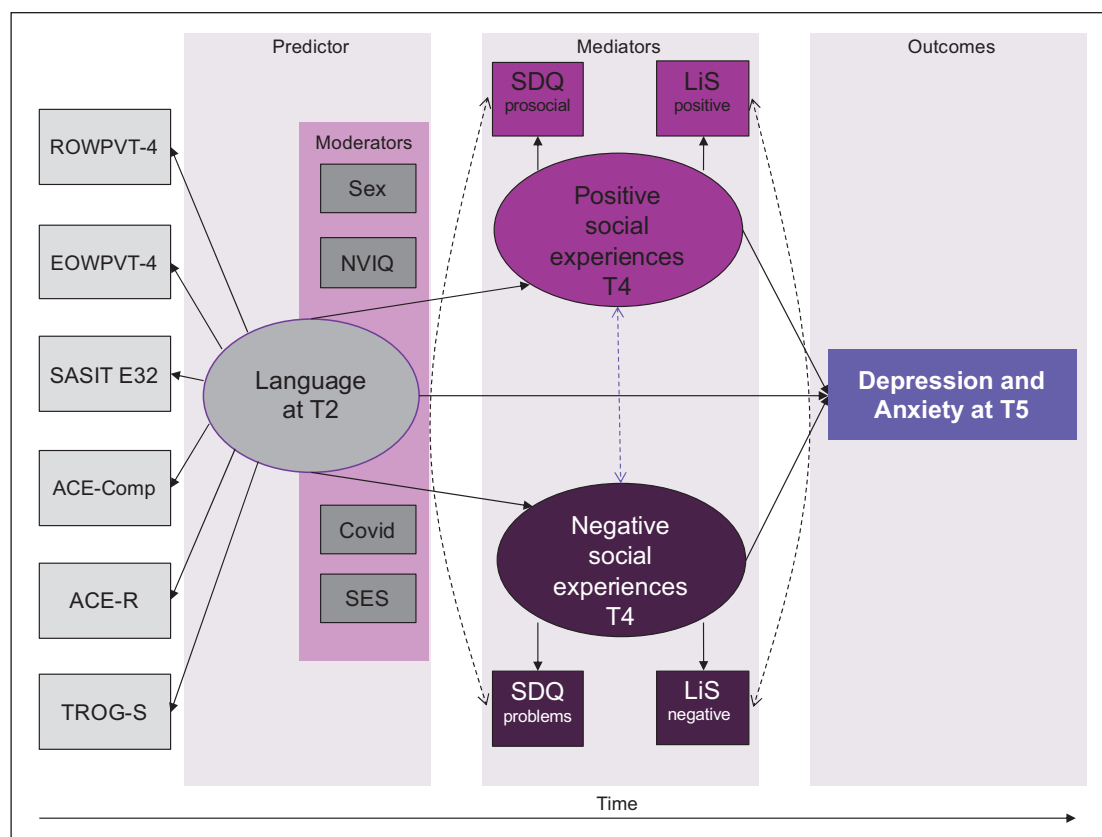 Predictor
Mediators
Outcomes
ROWPVT-4
EOWPVT-4
SASIT E32
ACE-Comp
ACE-R
TROG-S
Moderators
Sex
NVIQ
Language
at T2
Covid
SES
SDQ
prosocial
LiS
positive
Positive
social
experiences
T4
Negative
social
experiences
T4
SDQ
problems
LiS
negative
Depression and
Anxiety at T5
Time